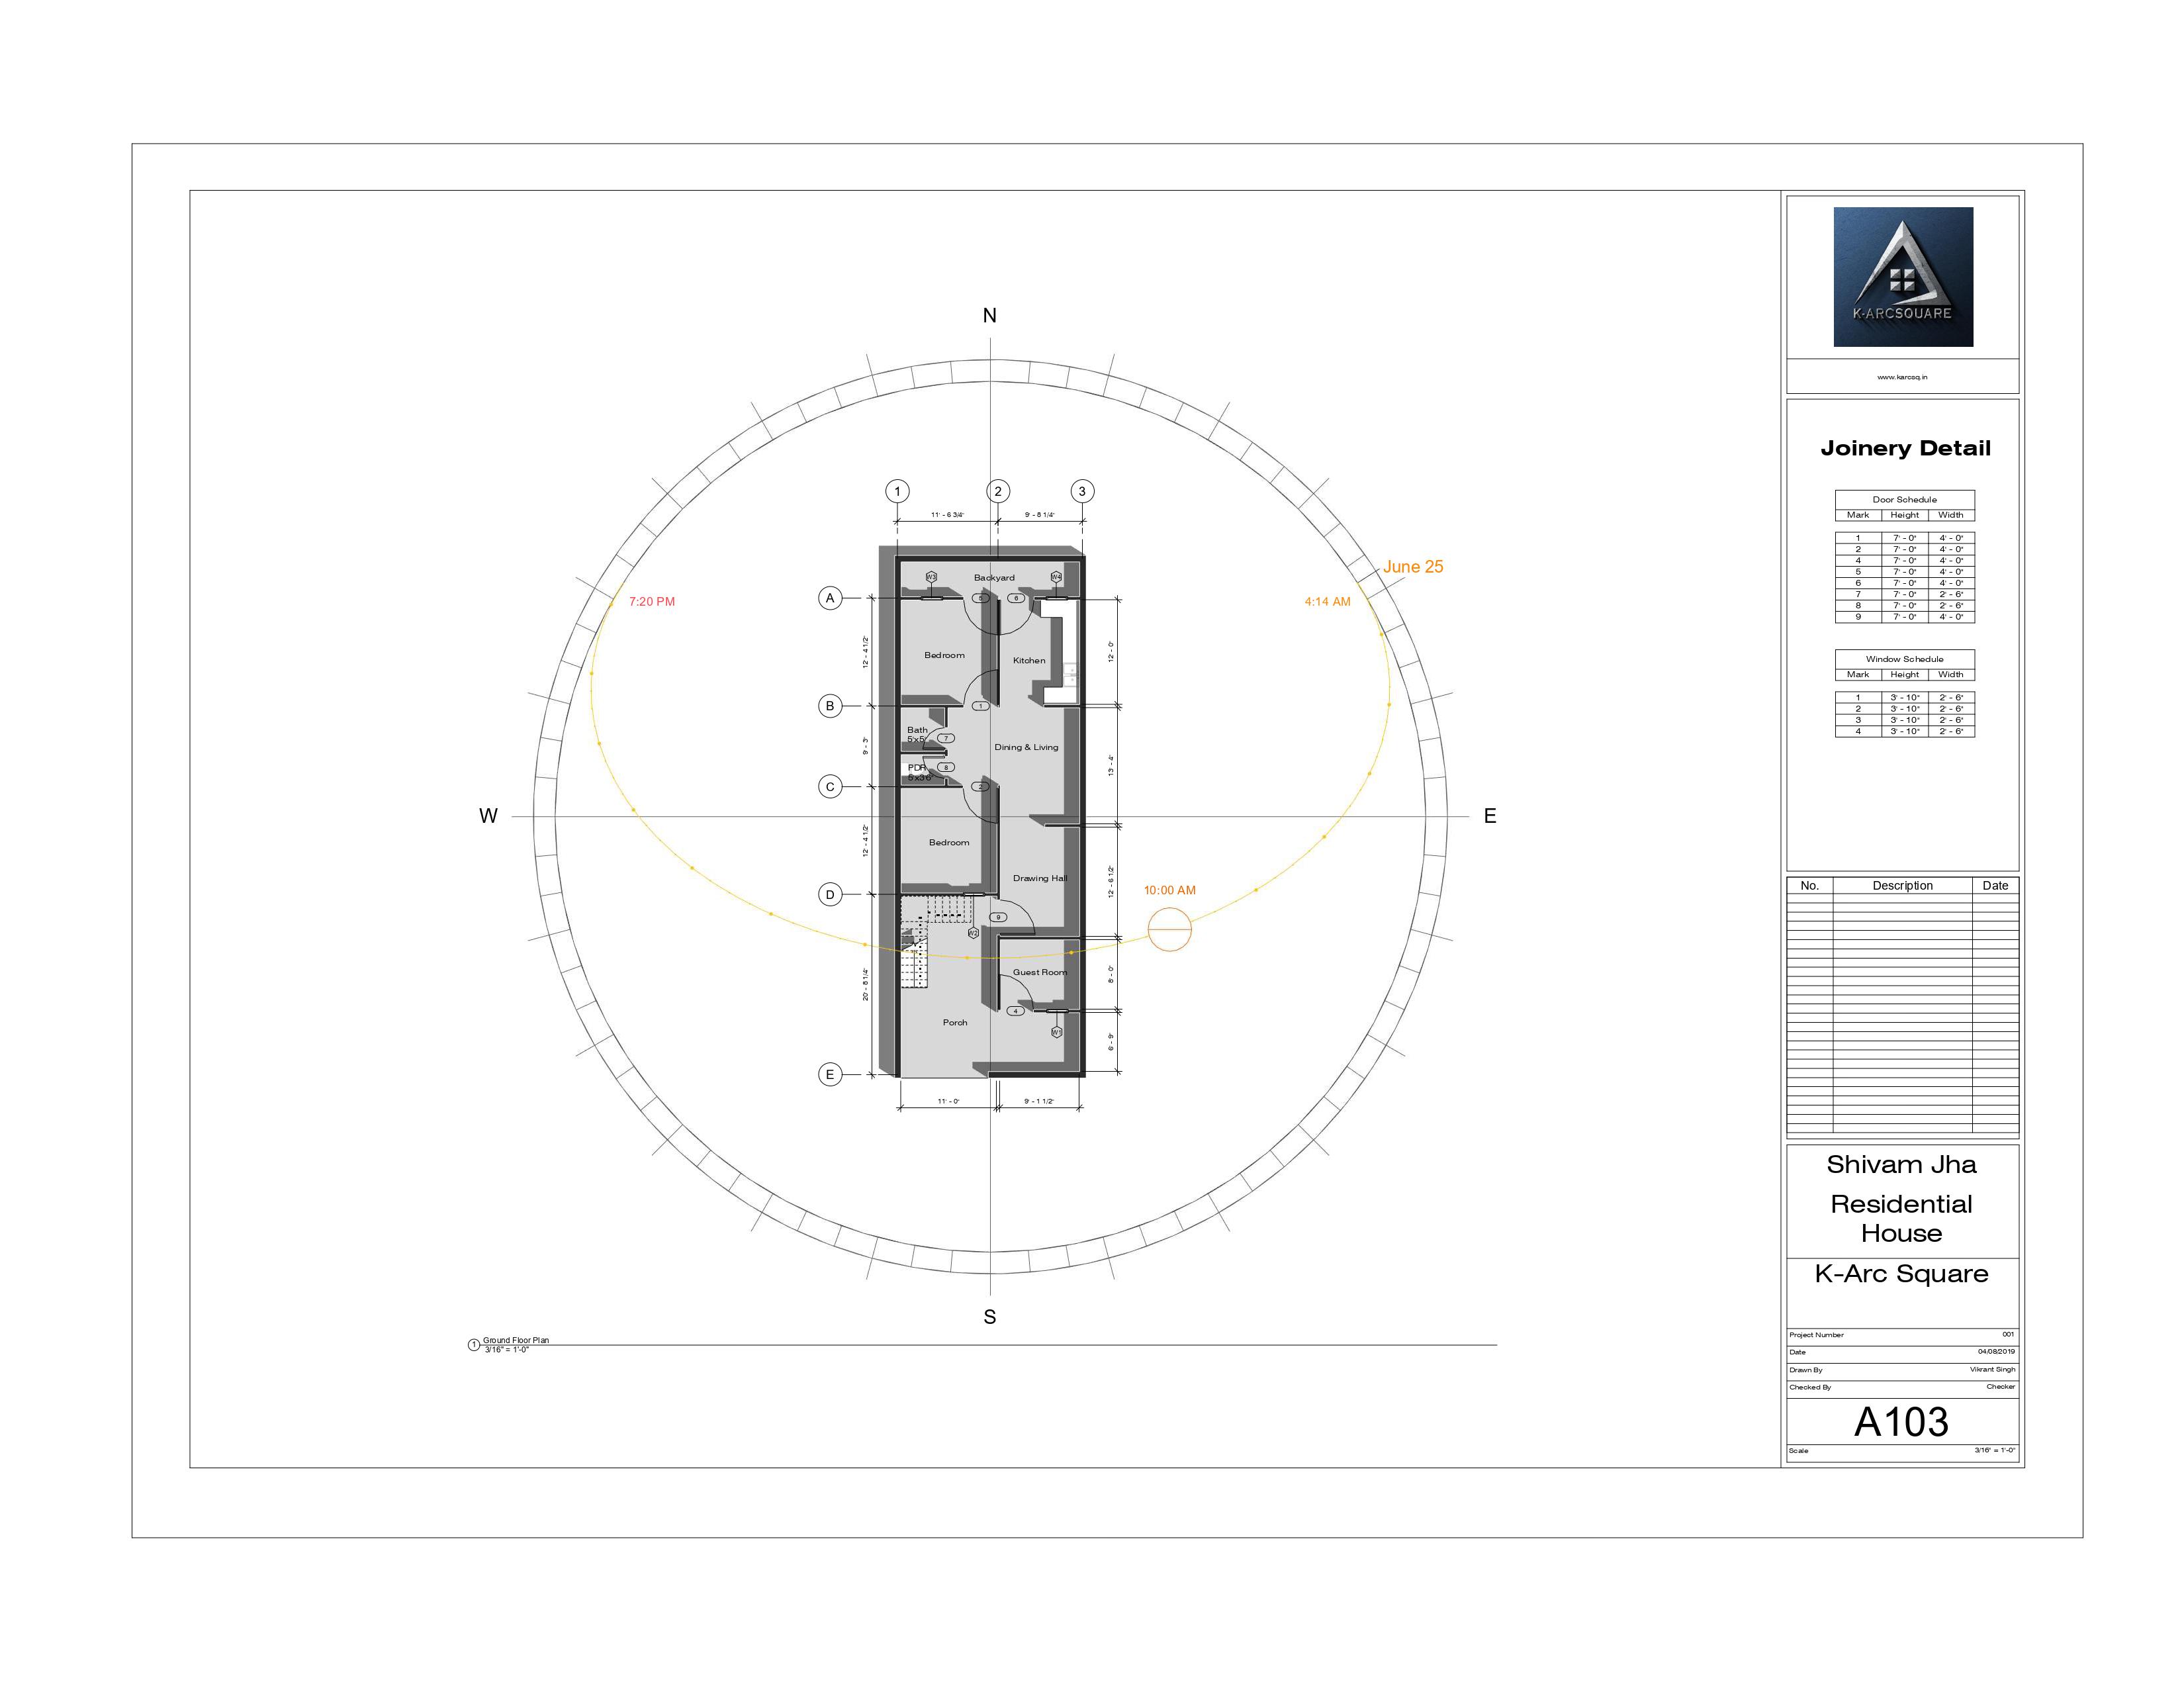 N
1
2
3
11' - 6 3/4"
9' - 8 1/4"
June 25
7:20 PM
4:14 AM
W3
Backyard
W4
A
5
6
12' - 4 1/2"
Bedroom
Kitchen
12' - 0"
B
1
Bath
5'x5'
7
9' - 3"
Dining & Living
PDR
8
13' - 4"
C
2
W
E
12' - 4 1/2"
Bedroom
Drawing Hall
12' - 6 1/2"
10:00 AM
D
9
W2
20' - 8 1/4"
Guest Room
8' - 0"
4
Porch
W1
6' - 9"
E
11' - 0"
9' - 1 1/2"
S
1
Ground Floor Plan
3/16" = 1'-0"
K-ARCSQUARE
www.karcsq.in
Joinery Detail
Door Schedule
Mark Height Width
1 7' - 0" 4' - 0"
2 7' - 0" 4' - 0"
4 7' - 0" 4' - 0"
5 7' - 0" 4' - 0"
6 7' - 0" 4' - 0"
7 7' - 0" 2' - 6"
8 7' - 0" 2' - 6"
9 7' - 0" 4' - 0"
Window Schedule
Mark Height Width
1 3' - 10" 2' - 6"
2 3' - 10" 2' - 6"
3 3' - 10" 2' - 6"
4 3' - 10" 2' - 6"
No. Description Date
Shivam Jha
Residential
House
K-Arc Square
Project Number 001
Date 04/08/2019
Drawn By Vikrant Singh
Checked By Checker
A103
Scale 3/16" = 1'-0"